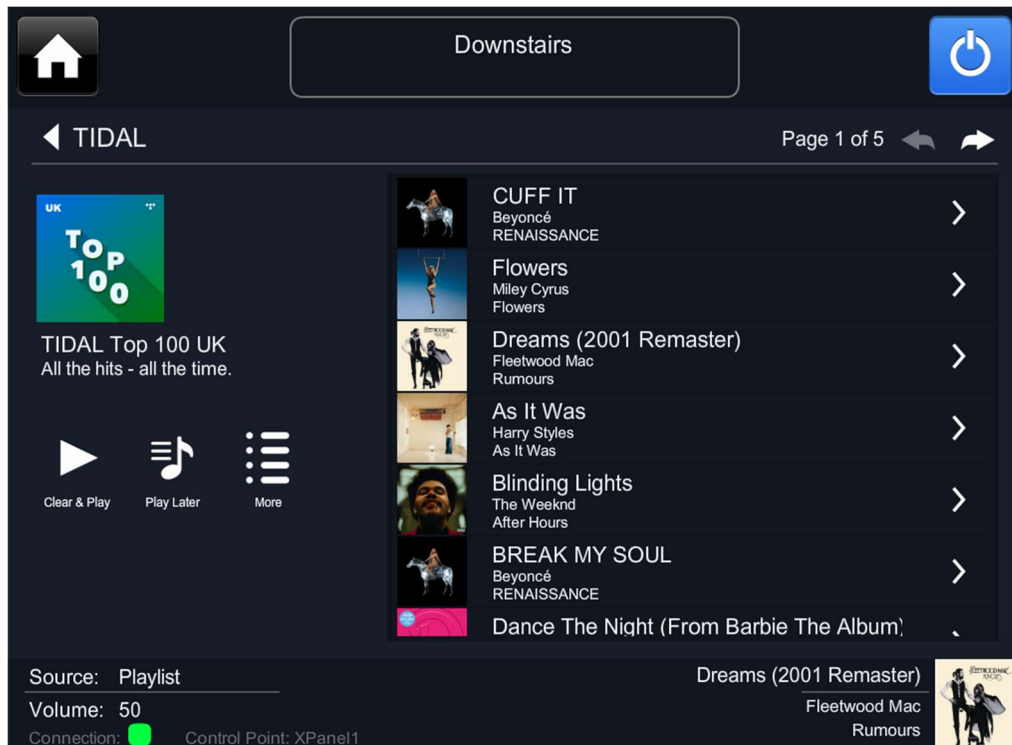 Downstairs
TIDAL
Page 1 of 5
UK
TOP
100
TIDAL Top 100 UK
All the hits - all the time.
Clear & Play
Play Later
More
CUFF IT
Beyoncé
RENAISSANCE
Flowers
Miley Cyrus
Flowers
Dreams (2001 Remaster)
Fleetwood Mac
Rumours
As It Was
Harry Styles
As It Was
Blinding Lights
The Weeknd
After Hours
BREAK MY SOUL
Beyoncé
RENAISSANCE
Dance The Night (From Barbie The Album)
Source: Playlist
Volume: 50
Connection:
Control Point: XPanel1
Dreams (2001 Remaster)
Fleetwood Mac
Rumours